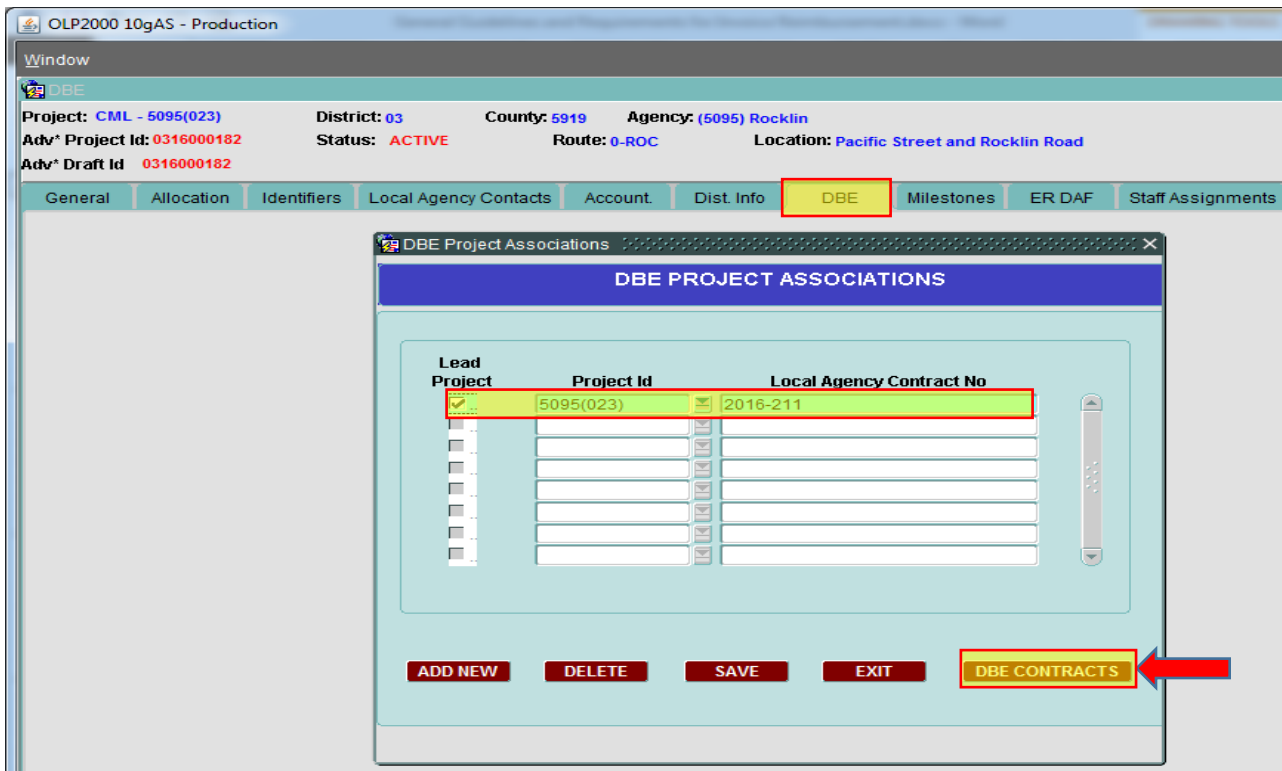 OLP2000 10gAS - Production
Window
DBE
Project: CML - 5095(023) District: 03 County: 5919 Agency: (5095) Rocklin
Adv* Project Id: 0316000182 Status: ACTIVE Route: 0-ROC Location: Pacific Street and Rocklin Road
Adv* Draft Id 0316000182
General Allocation Identifiers Local Agency Contacts Account. Dist. Info DBE Milestones ER DAF Staff Assignments
DBE Project Associations
DBE PROJECT ASSOCIATIONS
Lead
Project Project Id Local Agency Contract No
5095(023) 2016-211
ADD NEW DELETE SAVE EXIT DBE CONTRACTS